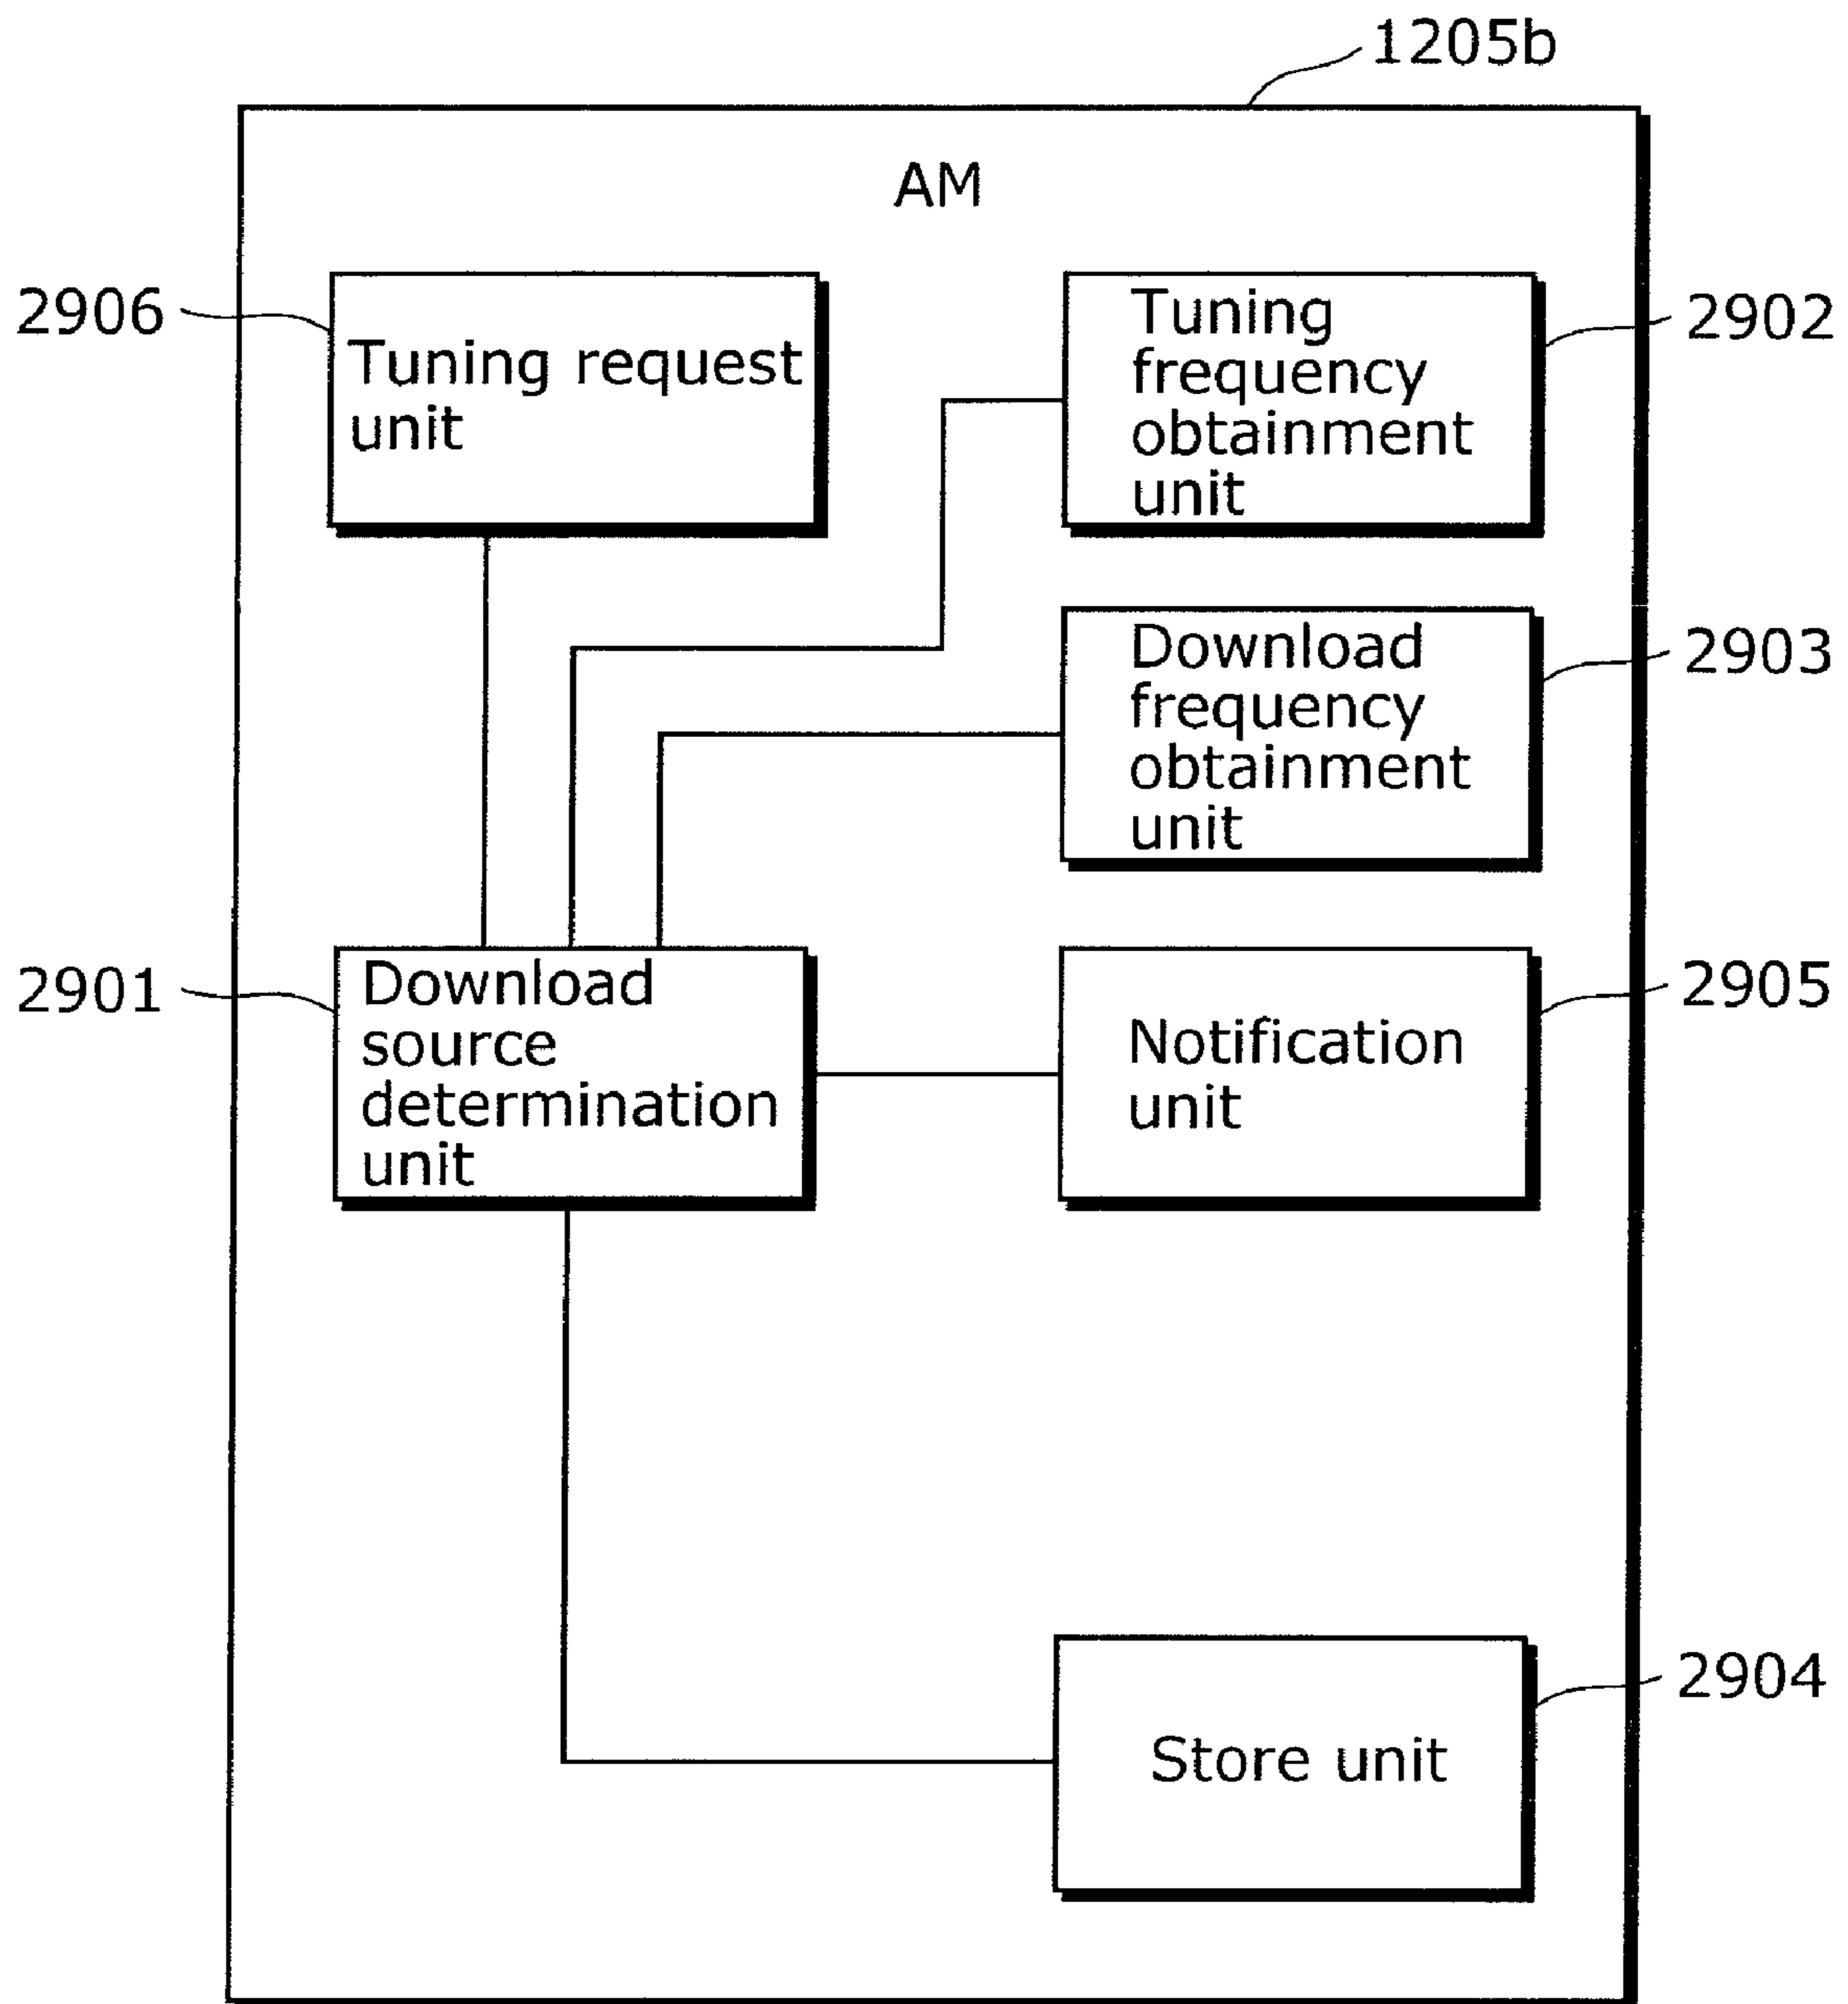 1205b
AM
2906
Tuning request
unit
Tuning
frequency
obtainment
unit
2902
Download
frequency
obtainment
unit
2903
2901
Download
source
determination
unit
Notification
unit
2905
Store unit
2904